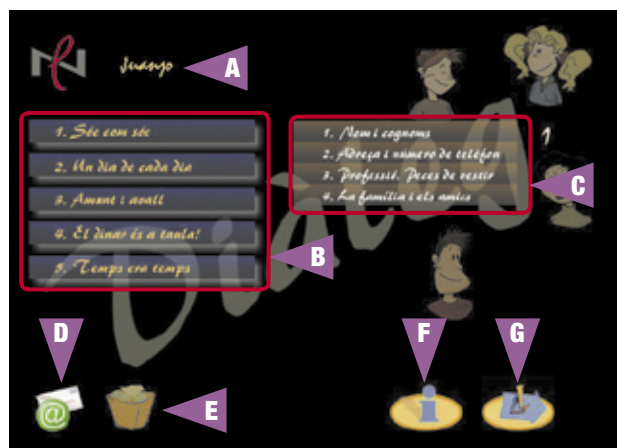 Juanjo
A
1. Sóc com sóc
2. Un dia de cada dia
3. Amunt i avall
4. El dinar és a taula!
5. Temps era temps
B
1. Nom i cognoms
2. Adreça i número de telèfon
3. Professió. Peces de vestir
4. La família i els amics
1
C
Diàleg
D
E
F
G